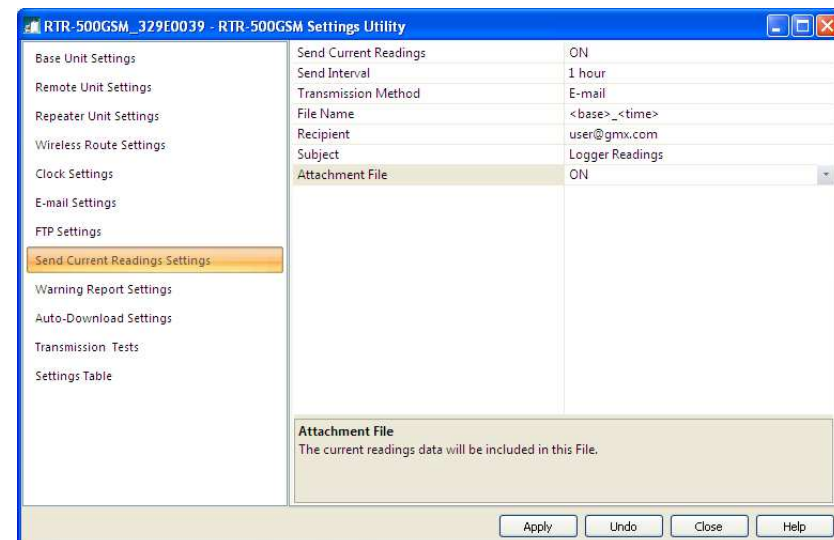 RTR-500GSM_329E0039 - RTR-500GSM Settings Utility
Base Unit Settings
Remote Unit Settings
Repeater Unit Settings
Wireless Route Settings
Clock Settings
E-mail Settings
FTP Settings
Send Current Readings Settings
Warning Report Settings
Auto-Download Settings
Transmission Tests
Settings Table
Send Current Readings ON
Send Interval 1 hour
Transmission Method E-mail
File Name <base>_<time>
Recipient user@gmx.com
Subject Logger Readings
Attachment File ON
Attachment File
The current readings data will be included in this File.
Apply Undo Close Help